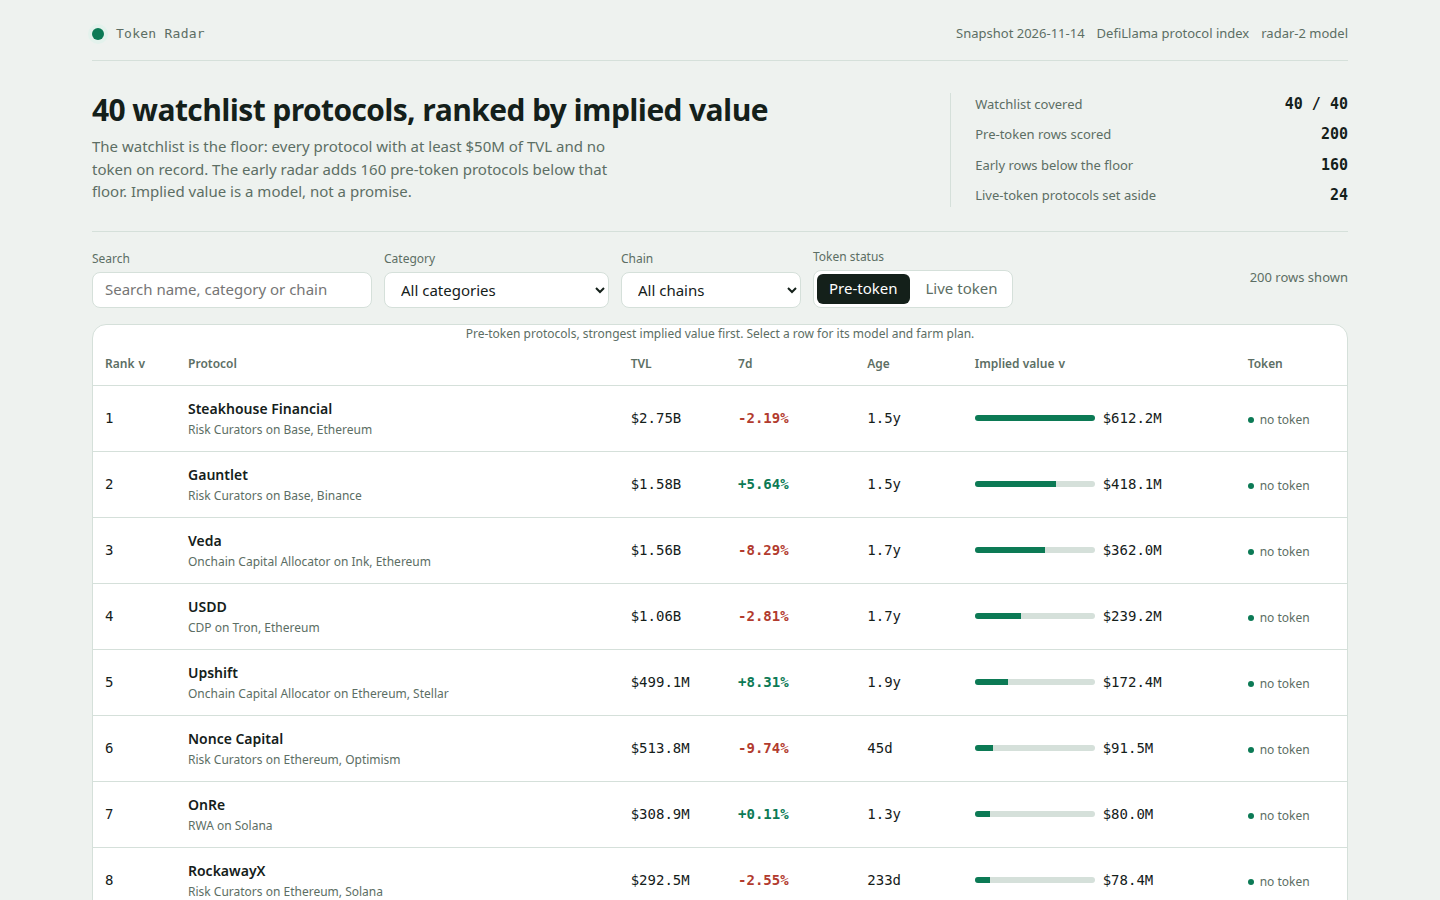 Token Radar
Snapshot 2026-11-14 DefiLlama protocol index radar-2 model
40 watchlist protocols, ranked by implied value
The watchlist is the floor: every protocol with at least $50M of TVL and no
token on record. The early radar adds 160 pre-token protocols below that
floor. Implied value is a model, not a promise.
Watchlist covered 40 / 40
Pre-token rows scored 200
Early rows below the floor 160
Live-token protocols set aside 24
Search
Search name, category or chain
Category
All categories
Chain
All chains
Token status
Pre-token Live token
200 rows shown
Pre-token protocols, strongest implied value first. Select a row for its model and farm plan.
Rank v Protocol TVL 7d Age Implied value v Token
1 Steakhouse Financial $2.75B -2.19% 1.5y $612.2M no token
Risk Curators on Base, Ethereum
2 Gauntlet $1.58B +5.64% 1.5y $418.1M no token
Risk Curators on Base, Binance
3 Veda $1.56B -8.29% 1.7y $362.0M no token
Onchain Capital Allocator on Ink, Ethereum
4 USDD $1.06B -2.81% 1.7y $239.2M no token
CDP on Tron, Ethereum
5 Upshift $499.1M +8.31% 1.9y $172.4M no token
Onchain Capital Allocator on Ethereum, Stellar
6 Nonce Capital $513.8M -9.74% 45d $91.5M no token
Risk Curators on Ethereum, Optimism
7 OnRe $308.9M +0.11% 1.3y $80.0M no token
RWA on Solana
8 RockawayX $292.5M -2.55% 233d $78.4M no token
Risk Curators on Ethereum, Solana